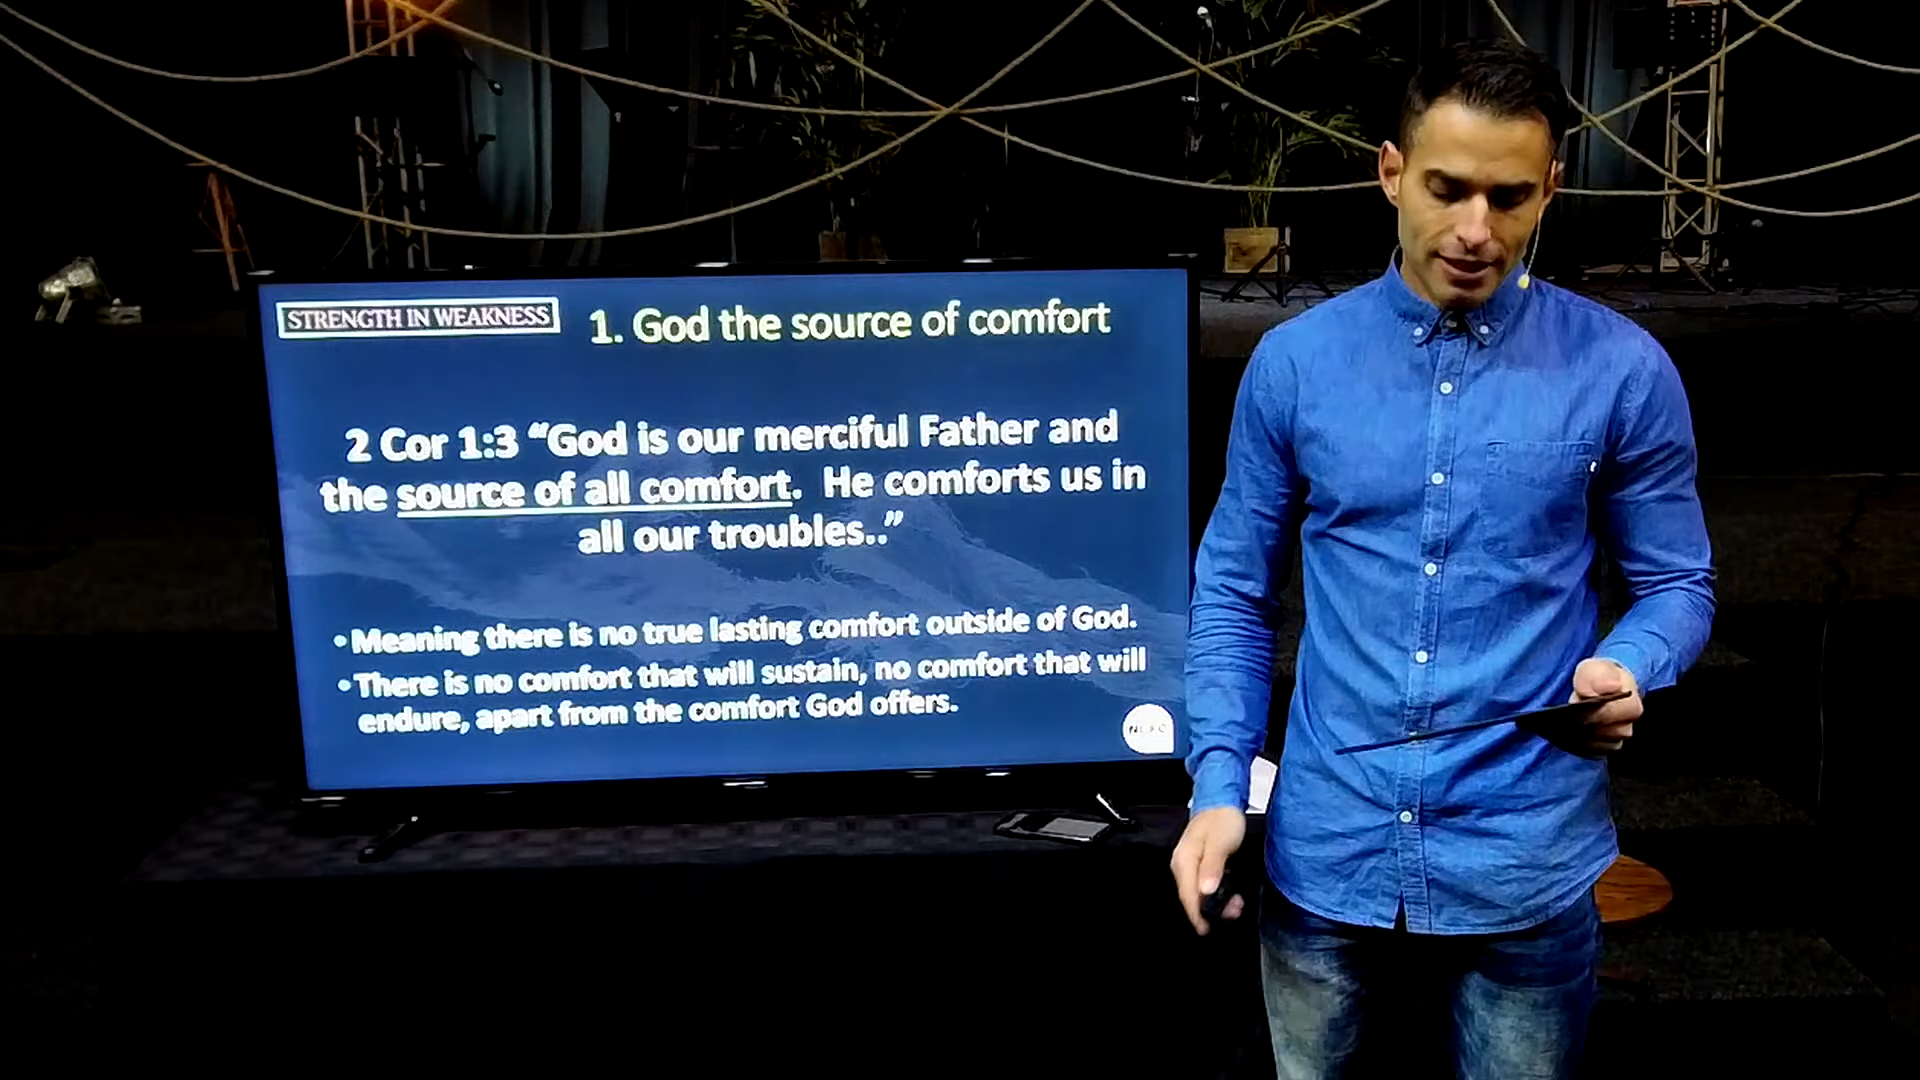 STRENGTH IN WEAKNESS
1. God the source of comfort
2 Cor 1:3 “God is our merciful Father and
the source of all comfort.  He comforts us in
all our troubles..”
•Meaning there is no true lasting comfort outside of God.
•There is no comfort that will sustain, no comfort that will
endure, apart from the comfort God offers.